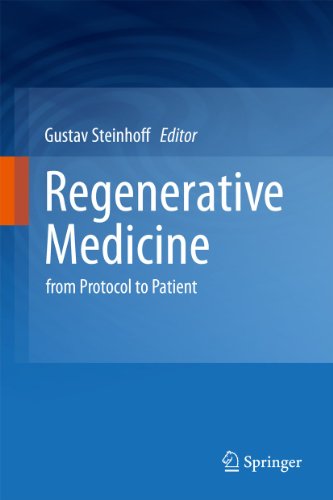 Gustav Steinhoff Editor
Regenerative
Medicine
from Protocol to Patient
Springer